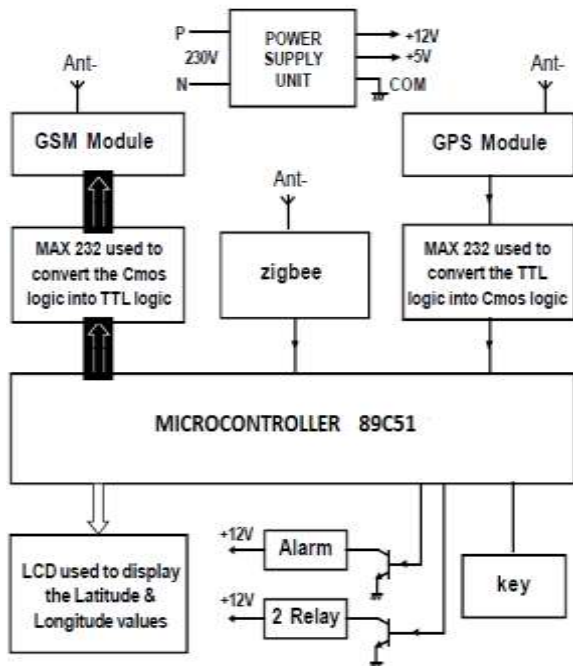 P
230V
N
POWER
SUPPLY
UNIT
+12V
+5V
COM
Ant-
GSM Module
Ant-
GPS Module
Ant-
MAX 232 used to
convert the Cmos
logic into TTL logic
zigbee
MAX 232 used to
convert the TTL
logic into Cmos logic
MICROCONTROLLER 89C51
LCD used to display
the Latitude &
Longitude values
+12V
Alarm
+12V
2 Relay
key